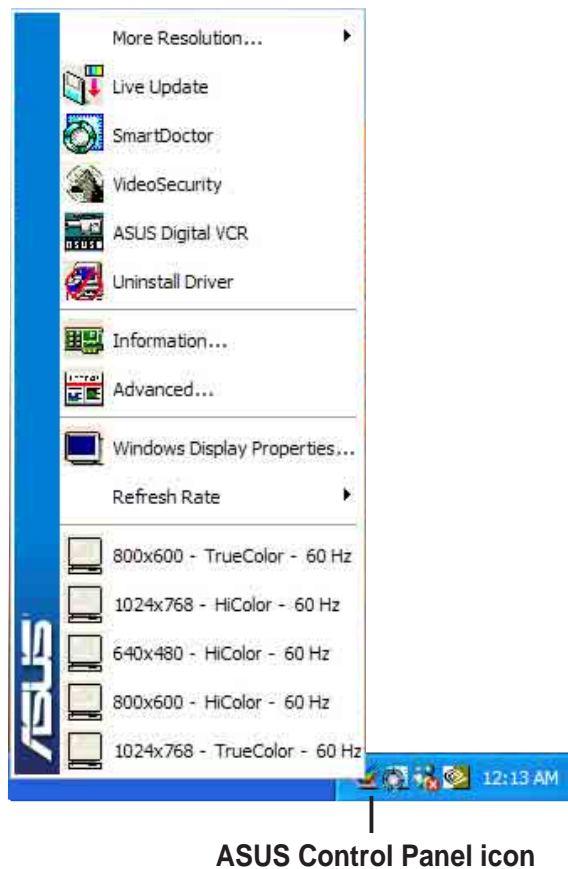 More Resolution...
Live Update
SmartDoctor
VideoSecurity
ASUS Digital VCR
Uninstall Driver
Information...
Advanced...
Windows Display Properties...
Refresh Rate
800x600 - TrueColor - 60 Hz
1024x768 - HiColor - 60 Hz
640x480 - HiColor - 60 Hz
800x600 - HiColor - 60 Hz
1024x768 - TrueColor - 60 Hz
ASUS
12:13 AM
ASUS Control Panel icon